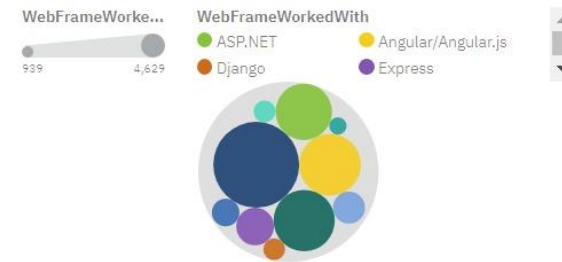 WebFrameWorke...
939
4,629
WebFrameWorkedWith
ASP.NET
Angular/Angular.js
Django
Express